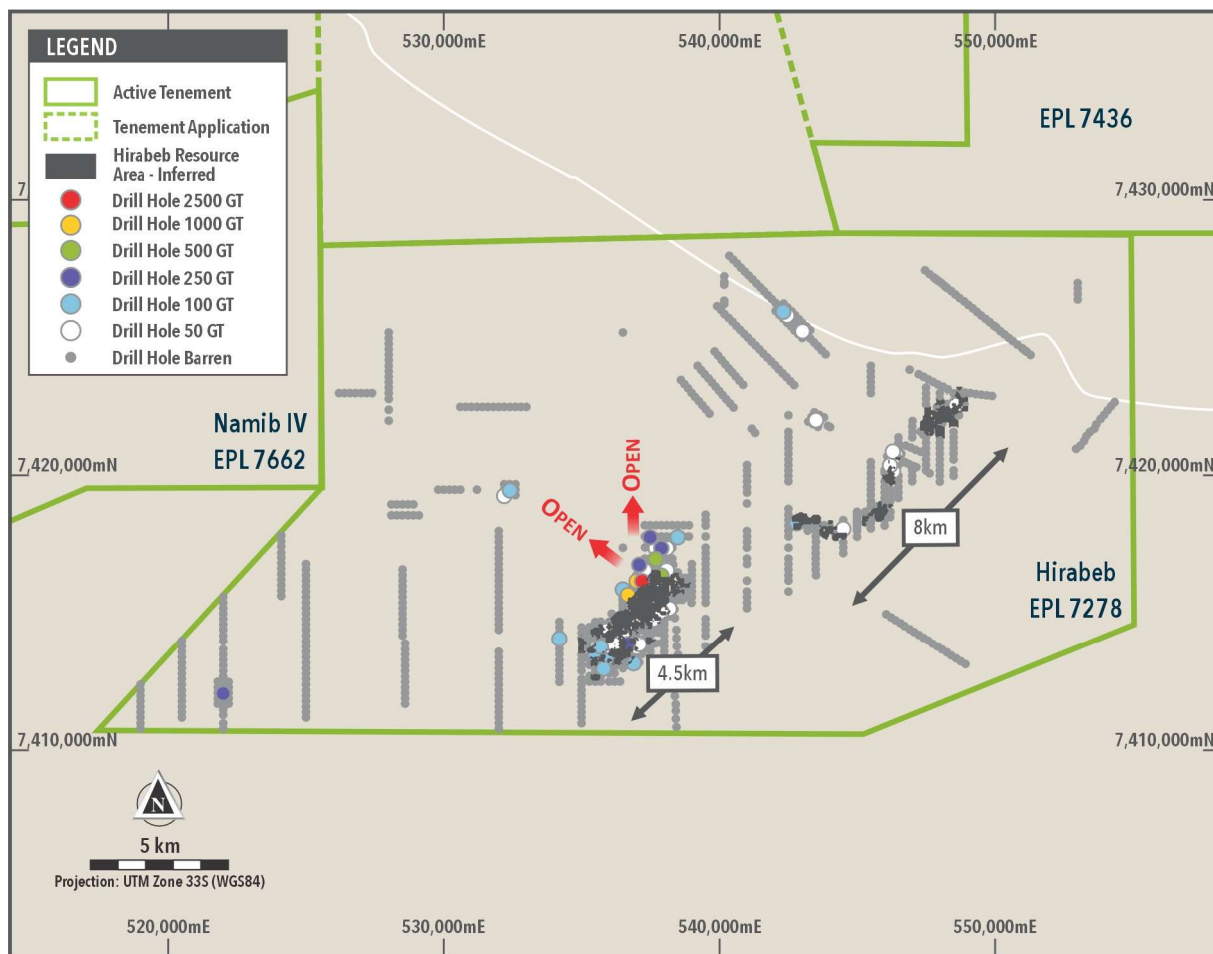 530,000mE
540,000mE
550,000mE
LEGEND
Active Tenement
Tenement Application
Hirabeb Resource
Area - Inferred
Drill Hole 2500 GT
Drill Hole 1000 GT
Drill Hole 500 GT
Drill Hole 250 GT
Drill Hole 100 GT
Drill Hole 50 GT
Drill Hole Barren
EPL 7436
7,430,000mN
Namib IV
EPL 7662
7,420,000mN
7,420,000mN
OPEN
OPEN
8km
Hirabeb
EPL 7278
4.5km
7,410,000mN
7,410,000mN
N
5 km
Projection: UTM Zone 33S (WGS84)
520,000mE
530,000mE
540,000mE
550,000mE